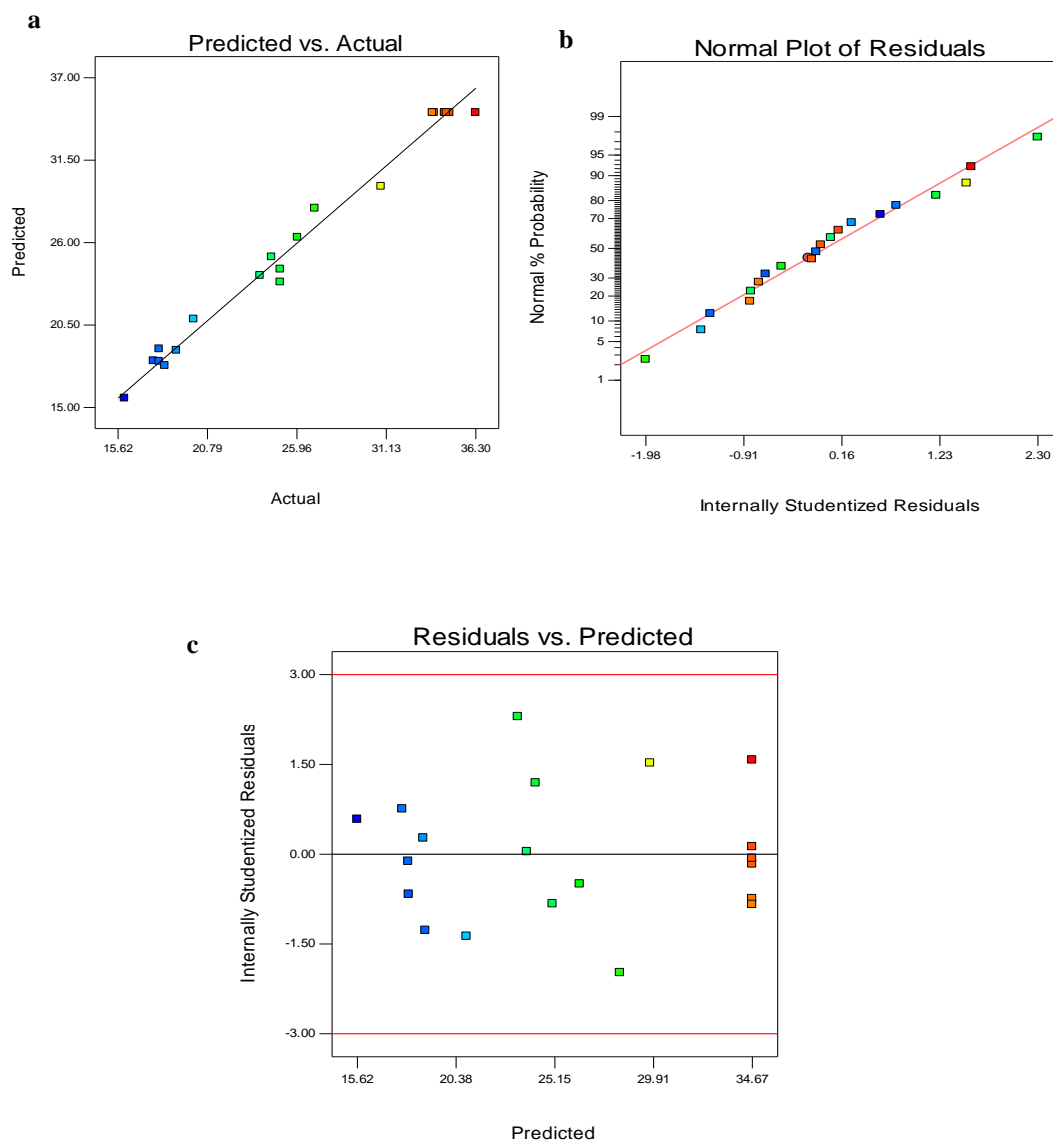 a
Predicted vs. Actual
37.00
31.50
26.00
20.50
15.00
Predicted
15.62 20.79 25.96 31.13 36.30
Actual
b
Normal Plot of Residuals
99
95
90
80
70
50
30
20
10
5
1
Normal % Probability
-1.98 -0.91 0.16 1.23 2.30
Internally Studentized Residuals
c
Residuals vs. Predicted
3.00
1.50
0.00
-1.50
-3.00
Internally Studentized Residuals
15.62 20.38 25.15 29.91 34.67
Predicted